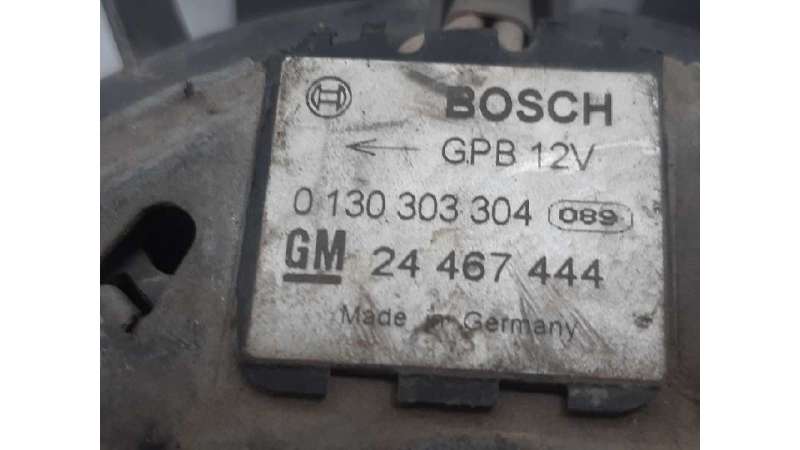 BOSCH
← GPB 12V
0 130 303 304 089
GM 24 467 444
Made in Germany